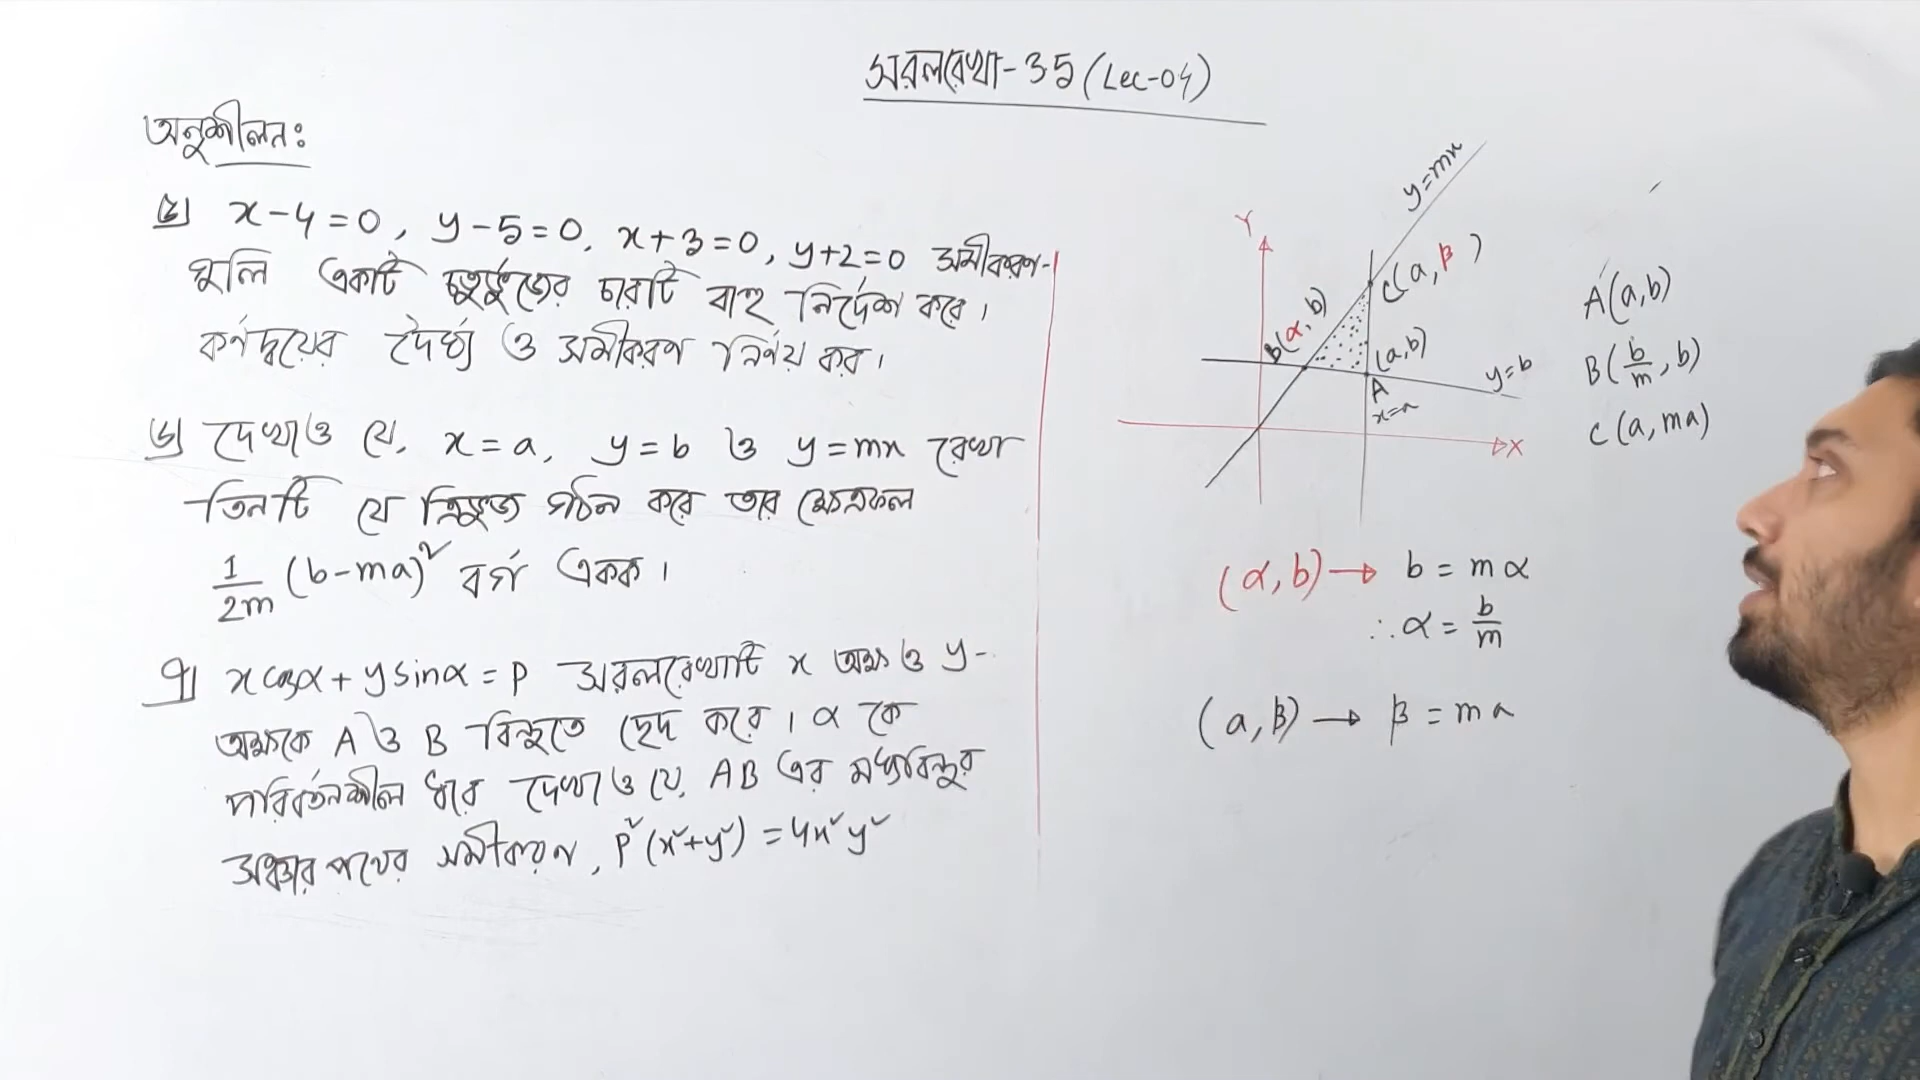 সরলরেখা-35 (Lec-04)
অনুশীলনঃ
৫) x-4=0, y-5=0, x+3=0, y+2=0 সমীকরণ-
গুলি একটি চতুর্ভুজের চারটি বাহু নির্দেশ করে।
কর্ণদ্বয়ের দৈর্ঘ্য ও সমীকরণ নির্ণয় কর।
৬) দেখাও যে, x=a, y=b ও y=mx রেখা
তিনটি যে ত্রিভুজ গঠন করে তার ক্ষেত্রফল
1/2m (b-ma)² বর্গ একক।
৭) xcosα+ysinα=P সরলরেখাটি x অক্ষ ও y-
অক্ষকে A ও B বিন্দুতে ছেদ করে। α কে
পরিবর্তনশীল ধরে দেখাও যে, AB এর মধ্যবিন্দুর
সঞ্চার পথের সমীকরণ, P²(x²+y²)=4x²y²
y=mx
Y
C(a, β)
B(α, b)
(a,b)
y=b
A
x=a
X
A(a,b)
B(b/m, b)
C(a, ma)
(α, b)→ b=mα
∴α=b/m
(a, β)→ β=ma